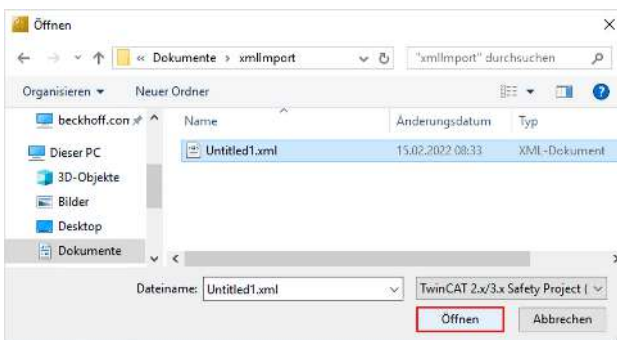 Öffnen
« Dokumente › xmlImport
"xmlImport" durchsuchen
Organisieren
Neuer Ordner
beckhoff.con
Dieser PC
3D-Objekte
Bilder
Desktop
Dokumente
Name
Änderungsdatum
Typ
Untitled1.xml
15.02.2022 08:33
XML-Dokument
Dateiname:
Untitled1.xml
TwinCAT 2.x/3.x Safety Project (
Öffnen
Abbrechen